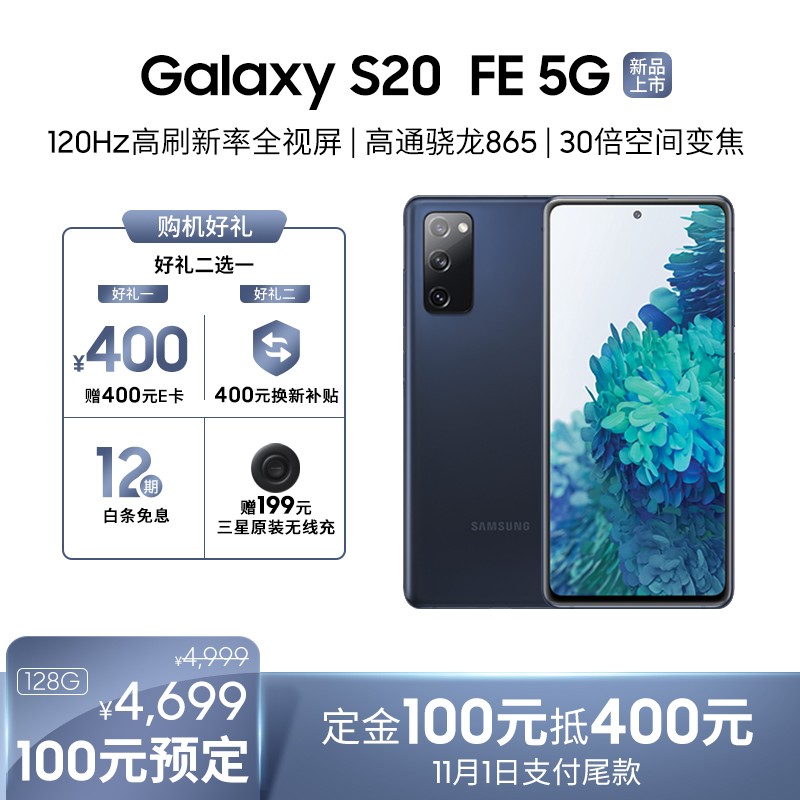 Galaxy S20 FE 5G 新品上市
120Hz高刷新率全视屏 | 高通骁龙865 | 30倍空间变焦
购机好礼
好礼二选一
好礼一
¥400
赠400元E卡
好礼二
400元换新补贴
12期
白条免息
赠199元
三星原装无线充
SAMSUNG
¥4,999
128G
¥4,699
100元预定
定金100元抵400元
11月1日支付尾款